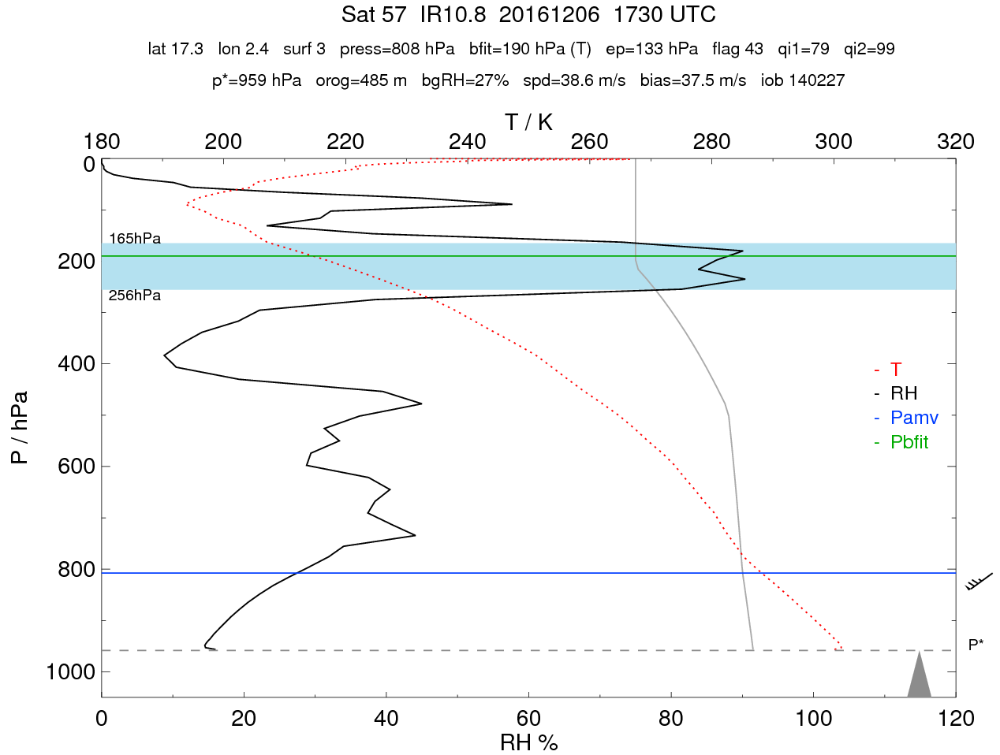 Sat 57 IR10.8 20161206 1730 UTC
lat 17.3 lon 2.4 surf 3 press=808 hPa bfit=190 hPa (T) ep=133 hPa flag 43 qi1=79 qi2=99
p*=959 hPa orog=485 m bgRH=27% spd=38.6 m/s bias=37.5 m/s iob 140227
T / K
180 200 220 240 260 280 300 320
0
165hPa
200
256hPa
400
- T
- RH
- Pamv
- Pbfit
P / hPa
600
800
P*
1000
0 20 40 60 80 100 120
RH %